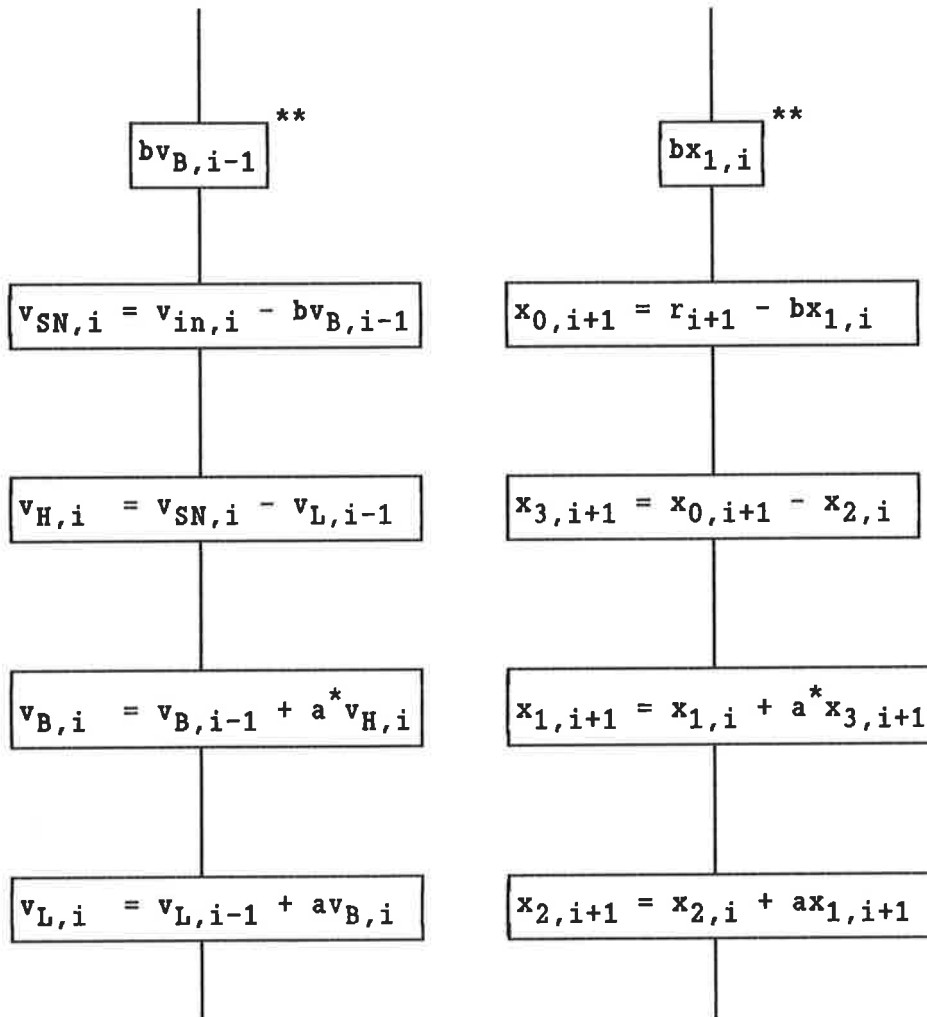 **
bv_{B,i-1}
v_{SN,i} = v_{in,i} - bv_{B,i-1}
v_{H,i} = v_{SN,i} - v_{L,i-1}
v_{B,i} = v_{B,i-1} + a^*v_{H,i}
v_{L,i} = v_{L,i-1} + av_{B,i}
**
bx_{1,i}
x_{0,i+1} = r_{i+1} - bx_{1,i}
x_{3,i+1} = x_{0,i+1} - x_{2,i}
x_{1,i+1} = x_{1,i} + a^*x_{3,i+1}
x_{2,i+1} = x_{2,i} + ax_{1,i+1}